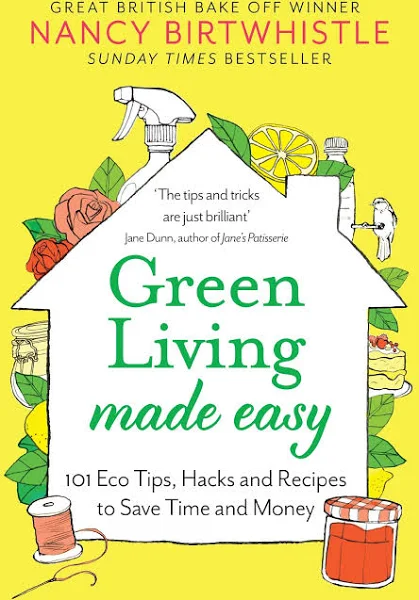 GREAT BRITISH BAKE OFF WINNER
NANCY BIRTWHISTLE
SUNDAY TIMES BESTSELLER
‘The tips and tricks
are just brilliant’
Jane Dunn, author of Jane’s Patisserie
Green
Living
made easy
101 Eco Tips, Hacks and Recipes
to Save Time and Money